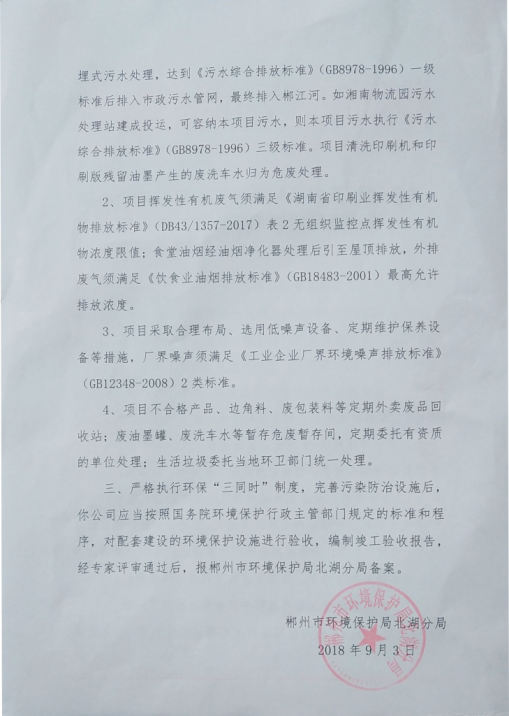 埋式污水处理，达到《污水综合排放标准》（GB8978-1996）一级
标准后排入市政污水管网，最终排入郴江河。如湘南物流园污水
处理站建成投运，可容纳本项目污水，则本项目污水执行《污水
综合排放标准》（GB8978-1996）三级标准。项目清洗印刷机和印
刷版残留油墨产生的废洗车水归为危废处理。
2、项目挥发性有机废气须满足《湖南省印刷业挥发性有机
物排放标准》（DB43/1357-2017）表 2 无组织监控点挥发性有机
物浓度限值；食堂油烟经油烟净化器处理后引至屋顶排放，外排
废气须满足《饮食业油烟排放标准》（GB18483-2001）最高允许
排放浓度。
3、项目采取合理布局、选用低噪声设备、定期维护保养设
备等措施，厂界噪声须满足《工业企业厂界环境噪声排放标准》
（GB12348-2008）2 类标准。
4、项目不合格产品、边角料、废包装料等定期外卖废品回
收站；废油墨罐、废洗车水等暂存危废暂存间，定期委托有资质
的单位处理；生活垃圾委托当地环卫部门统一处理。
三、严格执行环保“三同时”制度，完善污染防治设施后，
你公司应当按照国务院环境保护行政主管部门规定的标准和程
序，对配套建设的环境保护设施进行验收，编制竣工验收报告，
经专家评审通过后，报郴州市环境保护局北湖分局备案。
郴州市环境保护局北湖分局
2018 年 9 月 3 日
郴州市环境保护局北湖分局